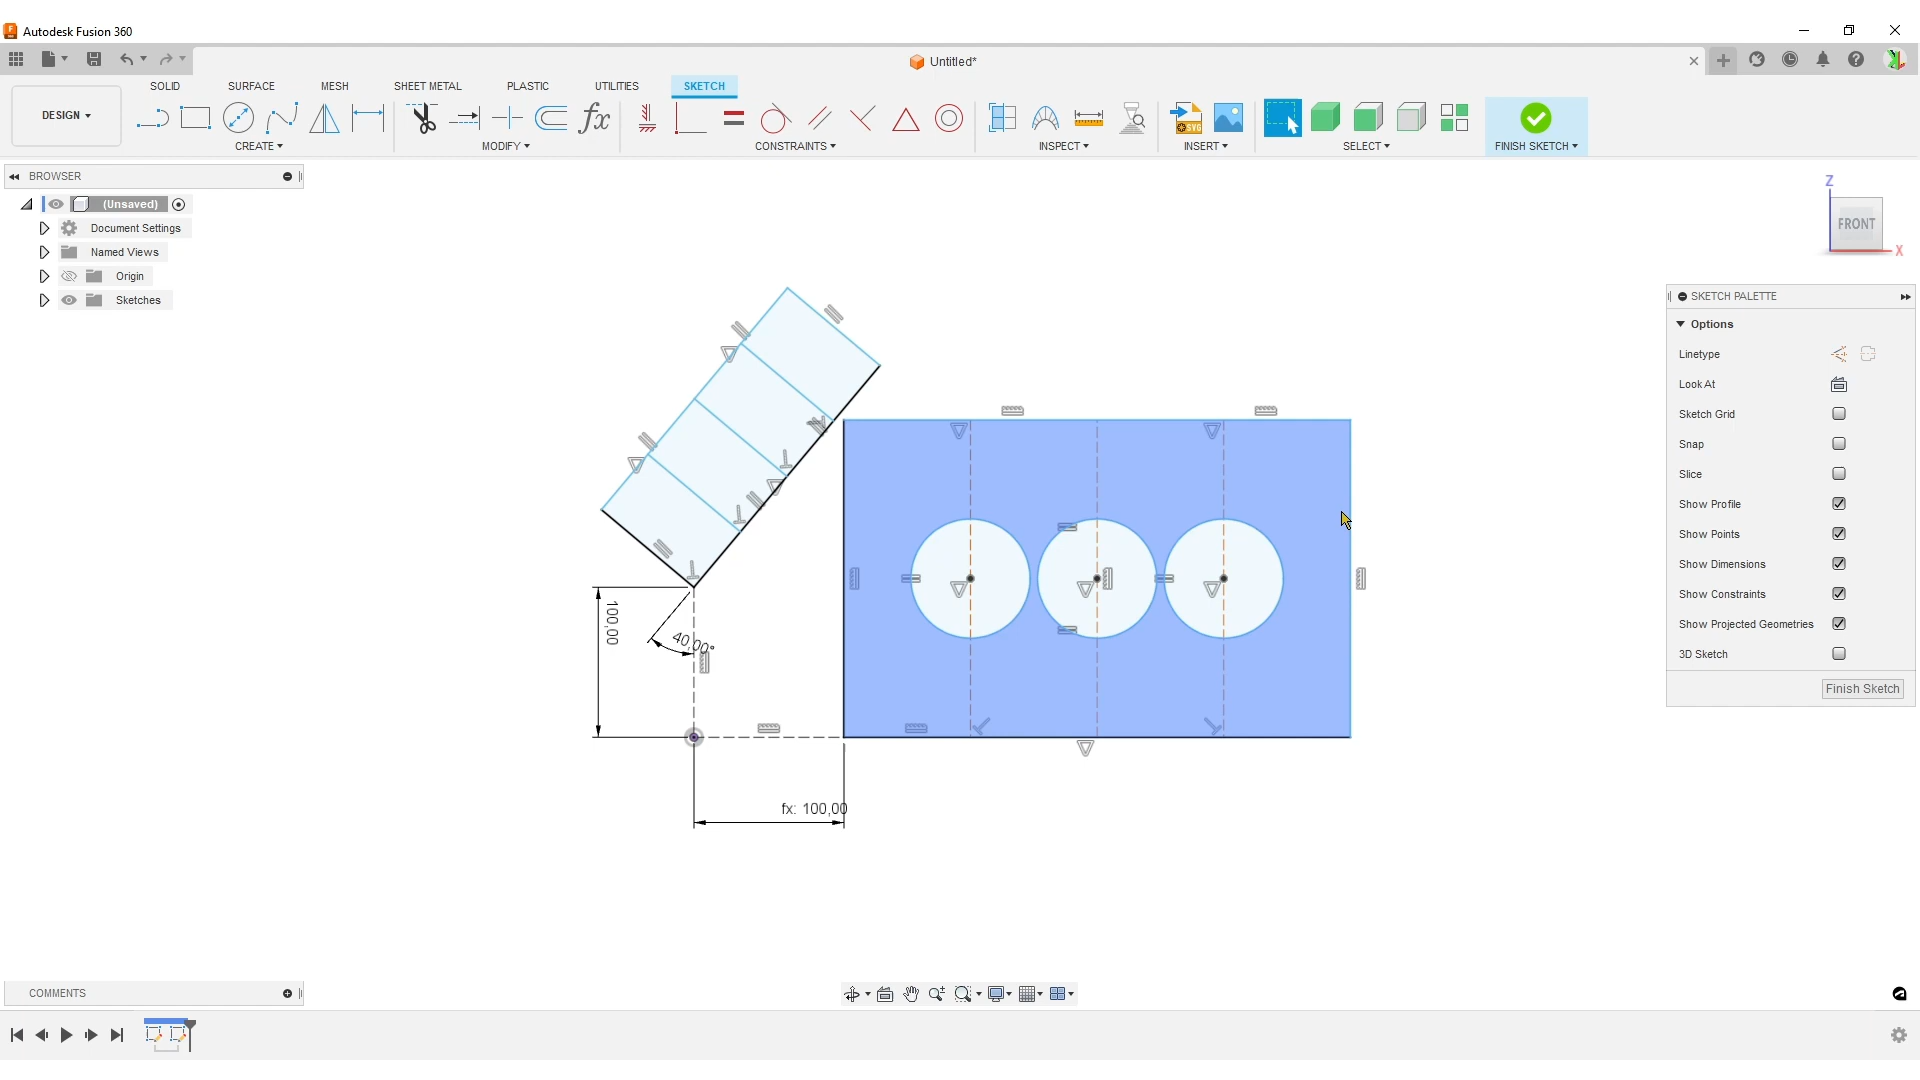 Autodesk Fusion 360
Untitled*
SOLID SURFACE MESH SHEET METAL PLASTIC UTILITIES SKETCH
DESIGN
fx
SVG
CREATE MODIFY CONSTRAINTS INSPECT INSERT SELECT FINISH SKETCH
BROWSER
(Unsaved)
Document Settings
Named Views
Origin
Sketches
Z
FRONT
X
SKETCH PALETTE
Options
Linetype
Look At
Sketch Grid
Snap
Slice
Show Profile
Show Points
Show Dimensions
Show Constraints
Show Projected Geometries
3D Sketch
Finish Sketch
100,00
40,00°
fx: 100,00
COMMENTS